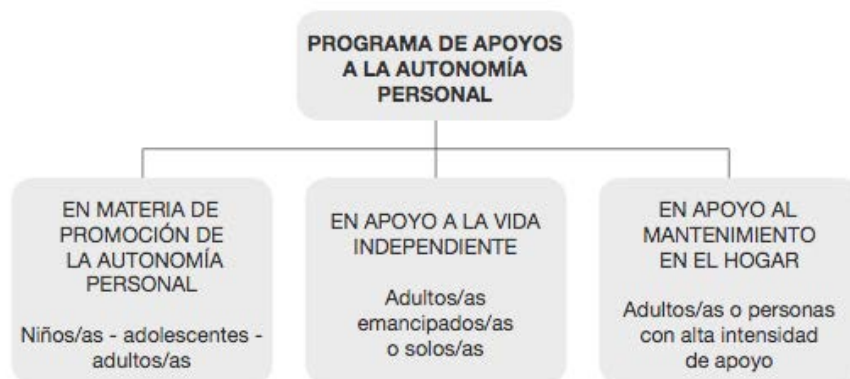 PROGRAMA DE APOYOS
A LA AUTONOMÍA
PERSONAL
EN MATERIA DE
PROMOCIÓN DE
LA AUTONOMÍA
PERSONAL
Niños/as - adolescentes -
adultos/as
EN APOYO A LA VIDA
INDEPENDIENTE
Adultos/as
emancipados/as
o solos/as
EN APOYO AL
MANTENIMIENTO
EN EL HOGAR
Adultos/as o personas
con alta intensidad
de apoyo